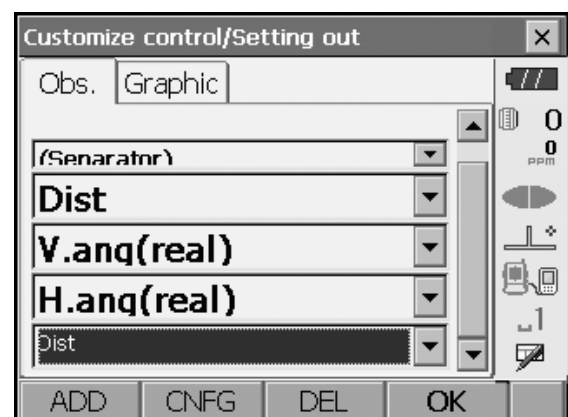 Customize control/Setting out
Obs. Graphic
0
(Senarator)
0
PPM
Dist
V.ang(real)
H.ang(real)
1
Dist
ADD CNFG DEL OK